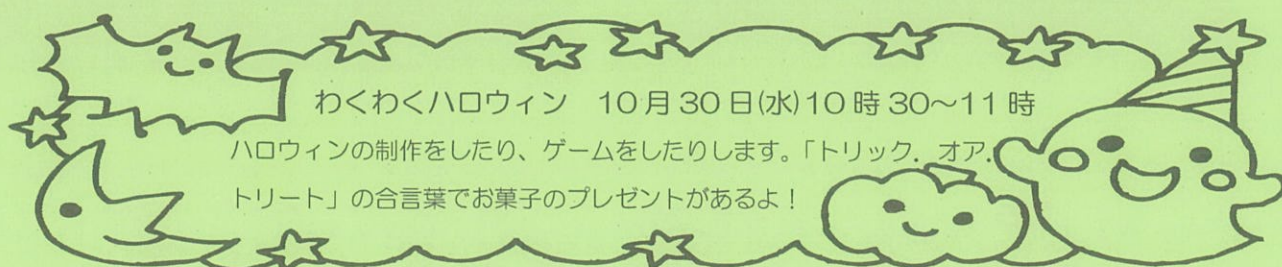 わくわくハロウィン　10月30日(水)10時30～11時
ハロウィンの制作をしたり、ゲームをしたりします。「トリック．オア．
トリート」の合言葉でお菓子のプレゼントがあるよ！